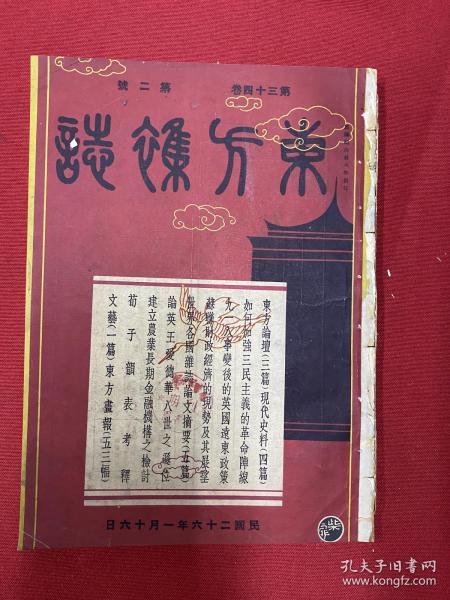 第三十四卷
第二號
東方雜誌
東方論壇(三篇)現代史料(四篇)
如何加強三民主義的革命陣線
九一八事變後的英國遠東政策
蘇聯財政經濟的現勢及其展望
世界各國雜誌論文摘要(五篇)
論英王愛德華八世之遜位
建立農業長期金融機構之檢討
荀子韻表考釋
文藝(一篇)東方畫報(五三幅)
民國二十六年一月十六日
孔夫子旧书网
www.kongfz.com